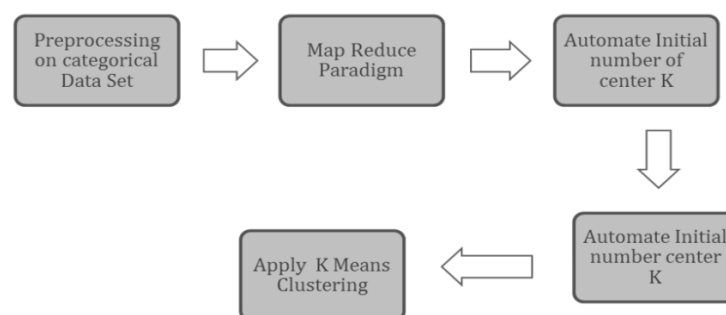 Preprocessing
on categorical
Data Set
Map Reduce
Paradigm
Automate Initial
number of
center K
Automate Initial
number center
K
Apply K Means
Clustering